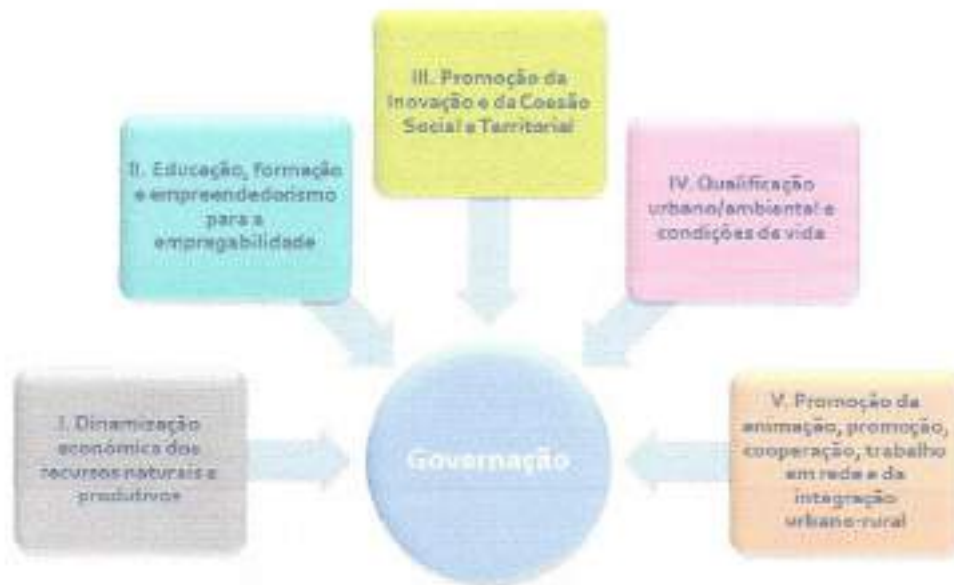 I. Dinamização
económica dos
recursos naturais e
produtivos
II. Educação, formação
e empreendedorismo
para a
empregabilidade
III. Promoção da
Inovação e da Coesão
Social e Territorial
IV. Qualificação
urbano/ambiental e
condições de vida
V. Promoção da
animação, promoção,
cooperação, trabalho
em rede e da
integração
urbano-rural
Governação